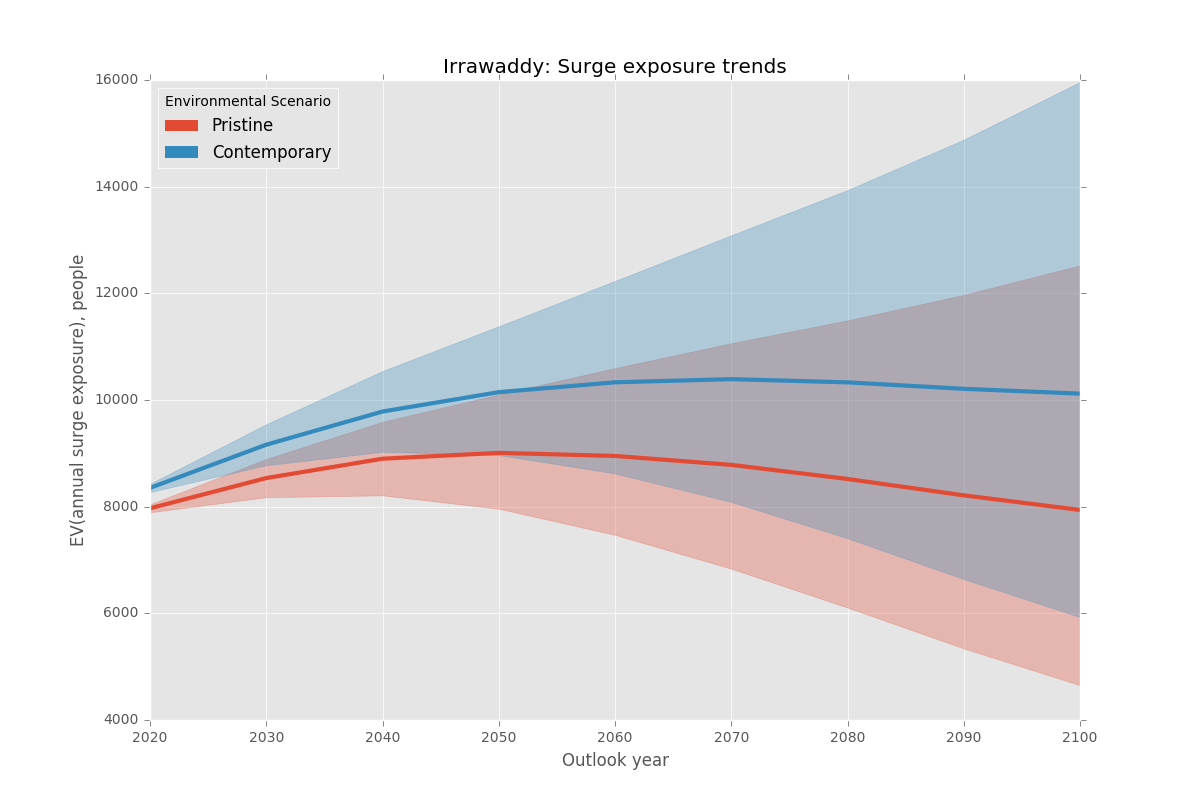 Irrawaddy: Surge exposure trends
16000
14000
12000
10000
8000
6000
4000
EV(annual surge exposure), people
Environmental Scenario
Pristine
Contemporary
2020 2030 2040 2050 2060 2070 2080 2090 2100
Outlook year